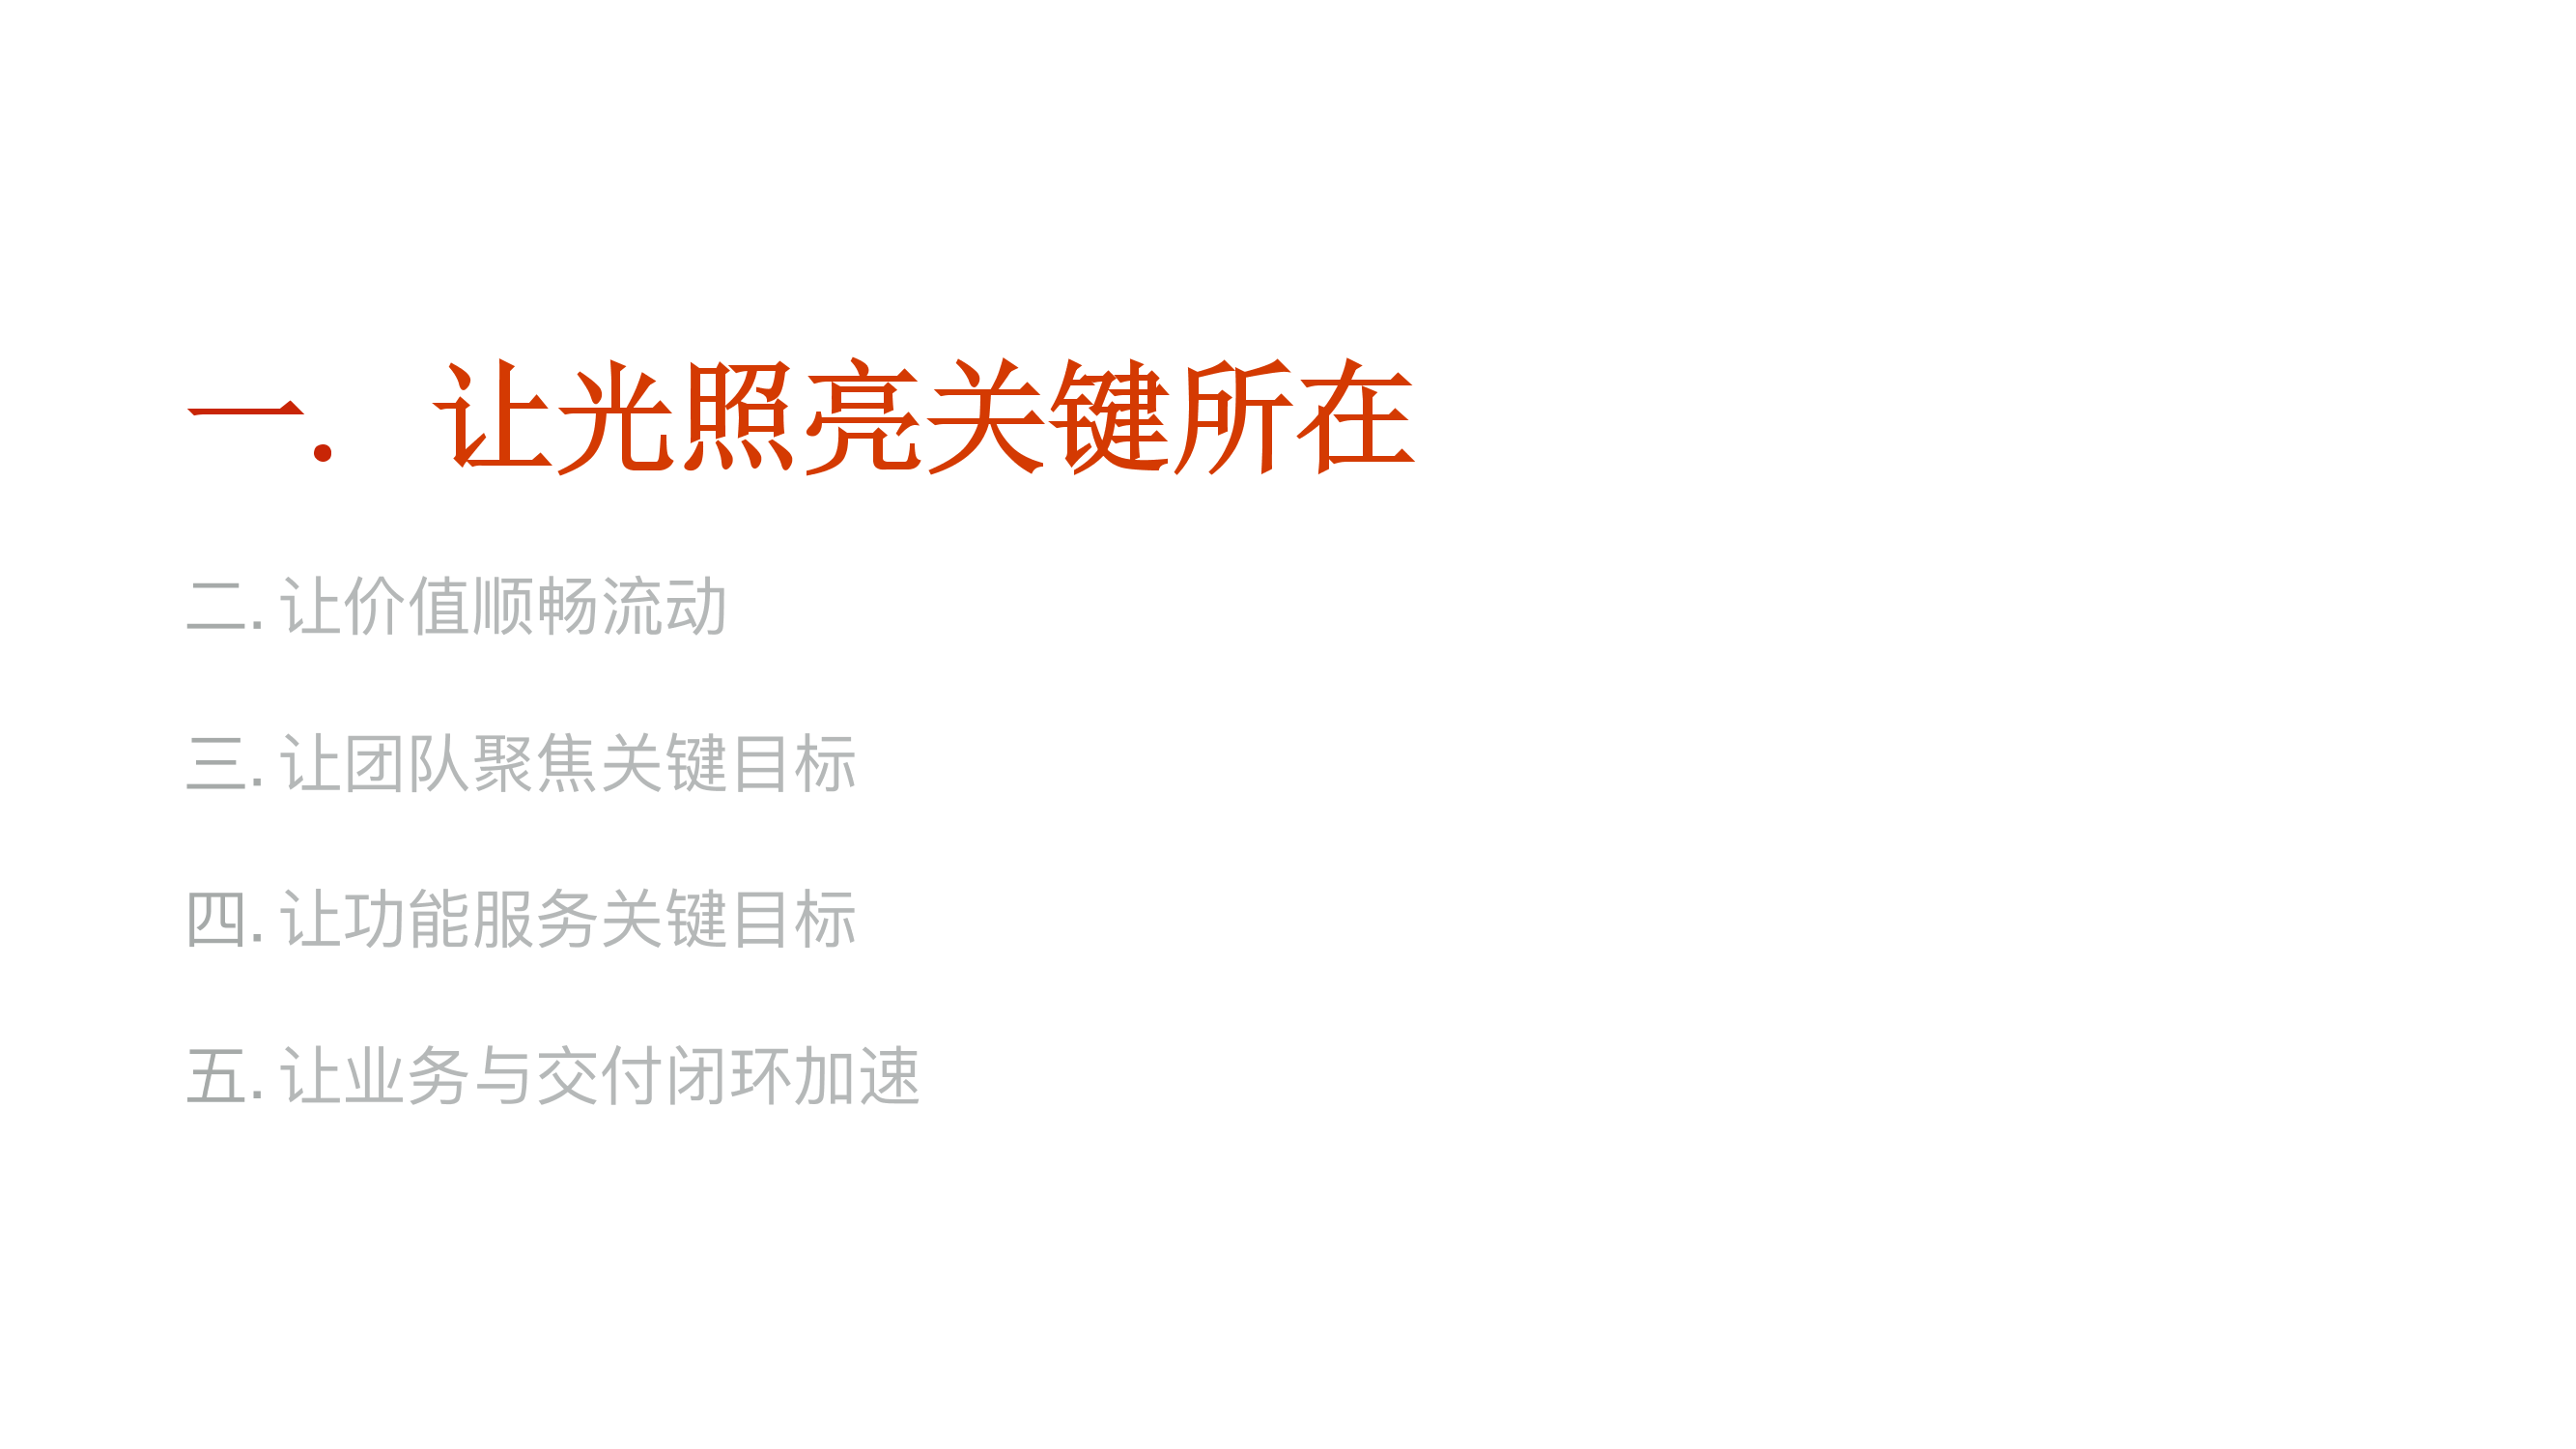 一. 让光照亮关键所在
二. 让价值顺畅流动
三. 让团队聚焦关键目标
四. 让功能服务关键目标
五. 让业务与交付闭环加速